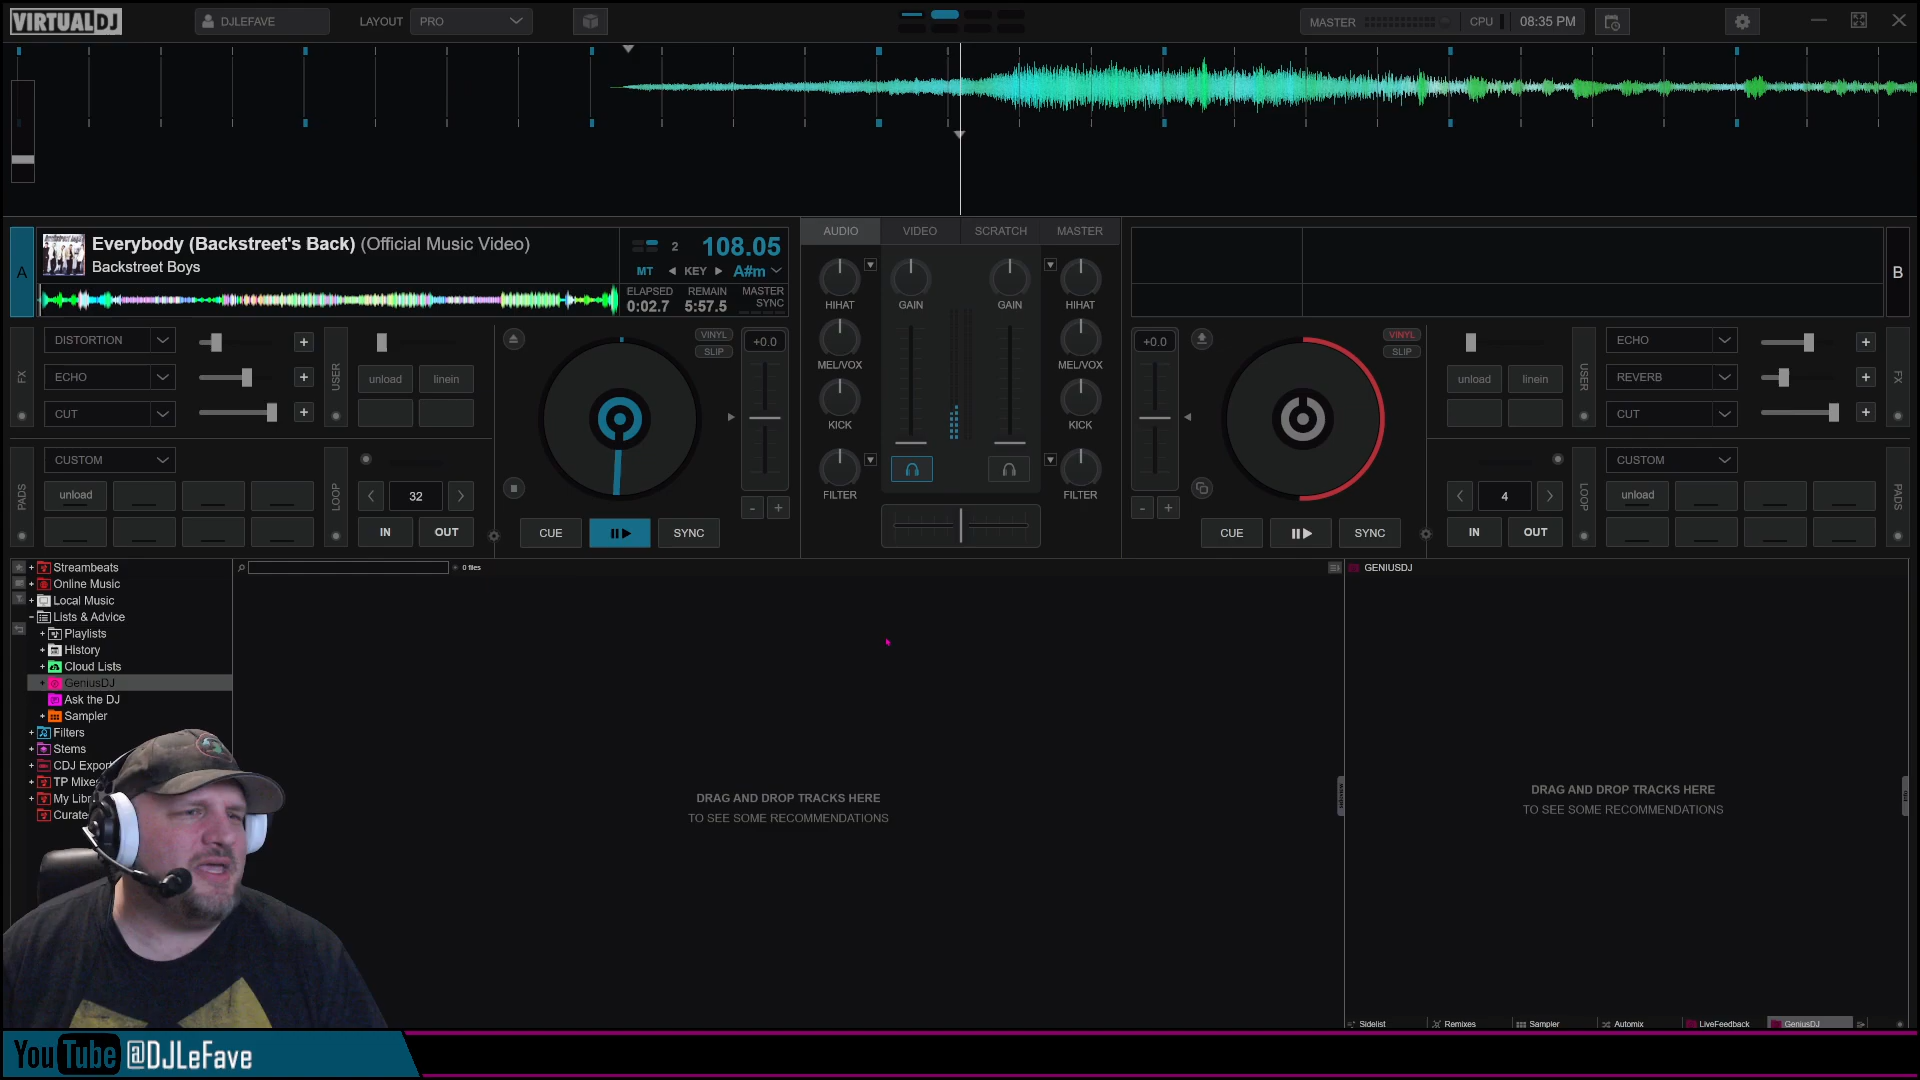 VIRTUALDJ
DJLEFAVE
LAYOUT
PRO
MASTER
CPU
08:35 PM
A
Everybody (Backstreet's Back) (Official Music Video)
Backstreet Boys
2
108.05
MT
KEY
A#m
ELAPSED
0:02.7
REMAIN
5:57.5
MASTER
SYNC
AUDIO
VIDEO
SCRATCH
MASTER
HIHAT
GAIN
GAIN
HIHAT
MEL/VOX
MEL/VOX
KICK
KICK
FILTER
FILTER
B
FX
DISTORTION
ECHO
CUT
USER
unload
linein
VINYL
SLIP
+0.0
PADS
CUSTOM
unload
LOOP
32
IN
OUT
CUE
SYNC
-
+
+0.0
VINYL
SLIP
unload
linein
USER
ECHO
REVERB
CUT
FX
-
+
CUE
SYNC
4
IN
OUT
LOOP
CUSTOM
unload
PADS
Streambeats
Online Music
Local Music
Lists & Advice
Playlists
History
Cloud Lists
GeniusDJ
Ask the DJ
Sampler
Filters
Stems
CDJ Export
TP Mixes
My Libr
Curate
0 files
DRAG AND DROP TRACKS HERE
TO SEE SOME RECOMMENDATIONS
GENIUSDJ
DRAG AND DROP TRACKS HERE
TO SEE SOME RECOMMENDATIONS
Sidelist
Remixes
Sampler
Automix
LiveFeedback
GeniusDJ
YouTube @DJLeFave